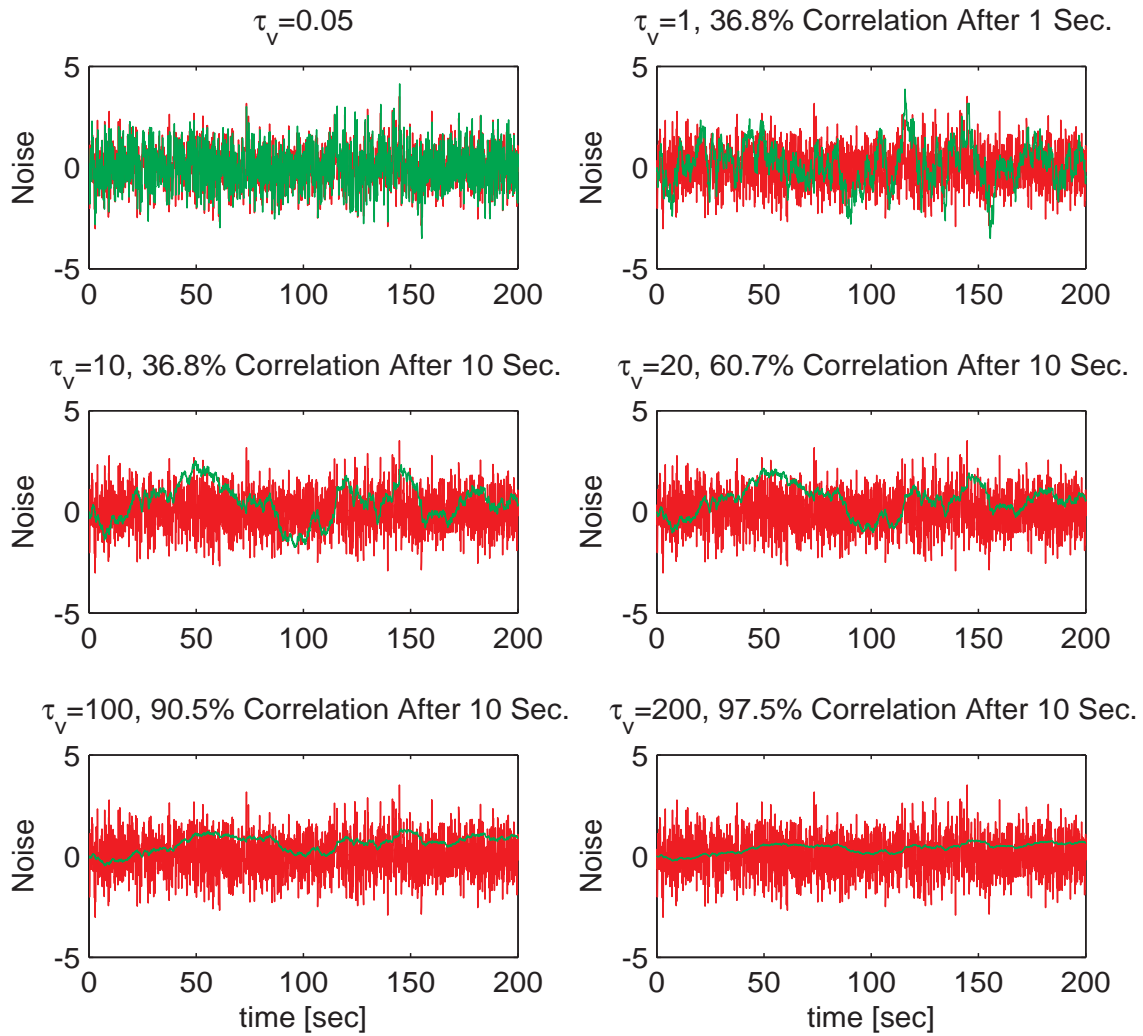 τv=0.05
5
0
-5
Noise
0 50 100 150 200
τv=1, 36.8% Correlation After 1 Sec.
5
0
-5
Noise
0 50 100 150 200
τv=10, 36.8% Correlation After 10 Sec.
5
0
-5
Noise
0 50 100 150 200
τv=20, 60.7% Correlation After 10 Sec.
5
0
-5
Noise
0 50 100 150 200
τv=100, 90.5% Correlation After 10 Sec.
5
0
-5
Noise
0 50 100 150 200
time [sec]
τv=200, 97.5% Correlation After 10 Sec.
5
0
-5
Noise
0 50 100 150 200
time [sec]